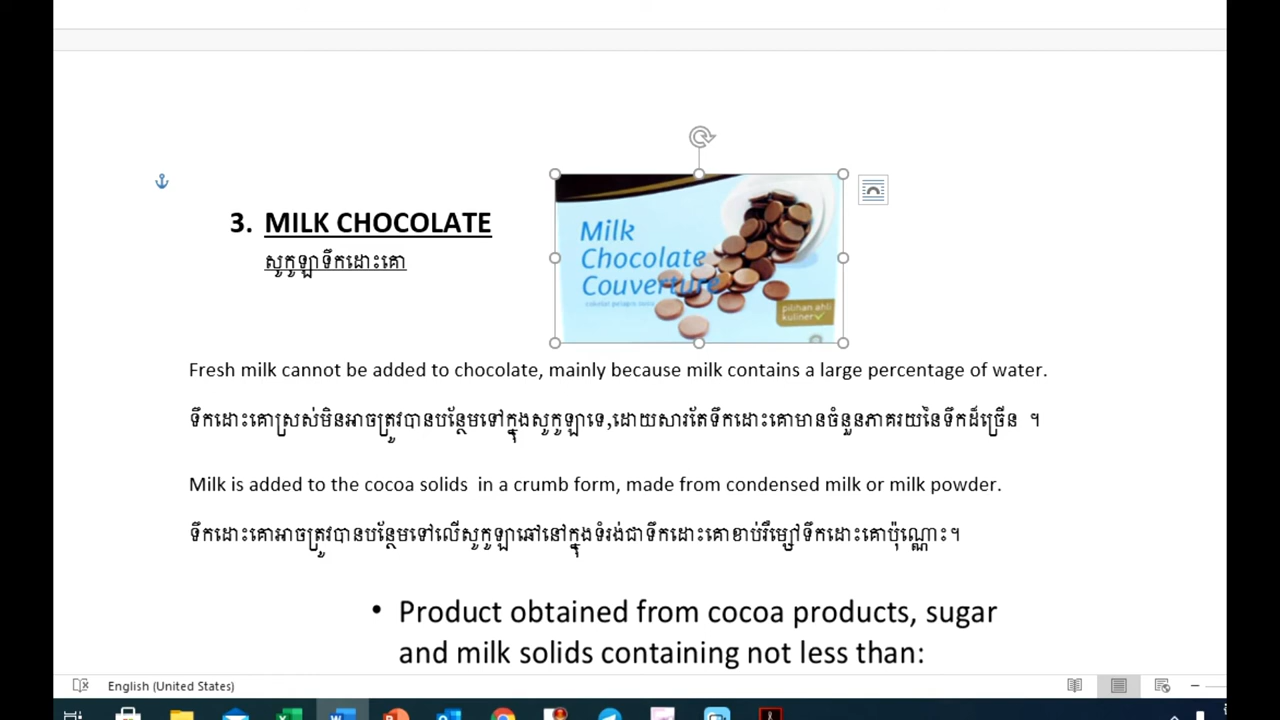 3. MILK CHOCOLATE
សូកូឡាទឹកដោះគោ
Milk
Chocolate
Couverture
cokelat pelapis susu
pilihan ahli
kuliner
Fresh milk cannot be added to chocolate, mainly because milk contains a large percentage of water.
ទឹកដោះគោស្រស់មិនអាចត្រូវបានបន្ថែមទៅក្នុងសូកូឡាទេ,ដោយសារតែទឹកដោះគោមានចំនួនភាគរយនៃទឹកដ៏ច្រើន ។
Milk is added to the cocoa solids in a crumb form, made from condensed milk or milk powder.
ទឹកដោះគោអាចត្រូវបានបន្ថែមទៅលើសូកូឡាឆៅនៅក្នុងទំរង់ជាទឹកដោះគោខាប់រឺម្សៅទឹកដោះគោប៉ុណ្ណោះ។
• Product obtained from cocoa products, sugar
and milk solids containing not less than:
English (United States)